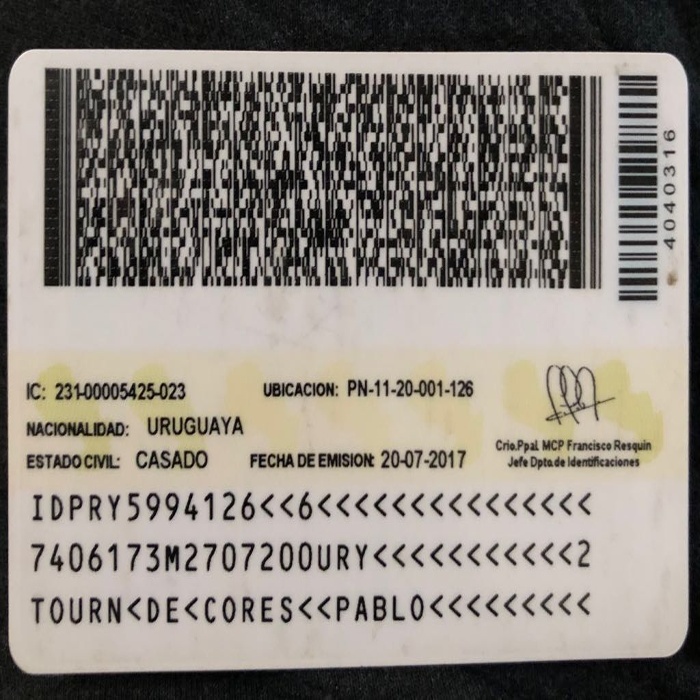 4040316
IC: 231-00005425-023 UBICACION: PN-11-20-001-126
NACIONALIDAD: URUGUAYA
ESTADO CIVIL: CASADO FECHA DE EMISION: 20-07-2017
Crio.Ppal. MCP Francisco Resquin
Jefe Dpto.de Identificaciones
IDPRY5994126<<6<<<<<<<<<<<<<<<
7406173M2707200URY<<<<<<<<<<<2
TOURN<DE<CORES<<PABLO<<<<<<<<<